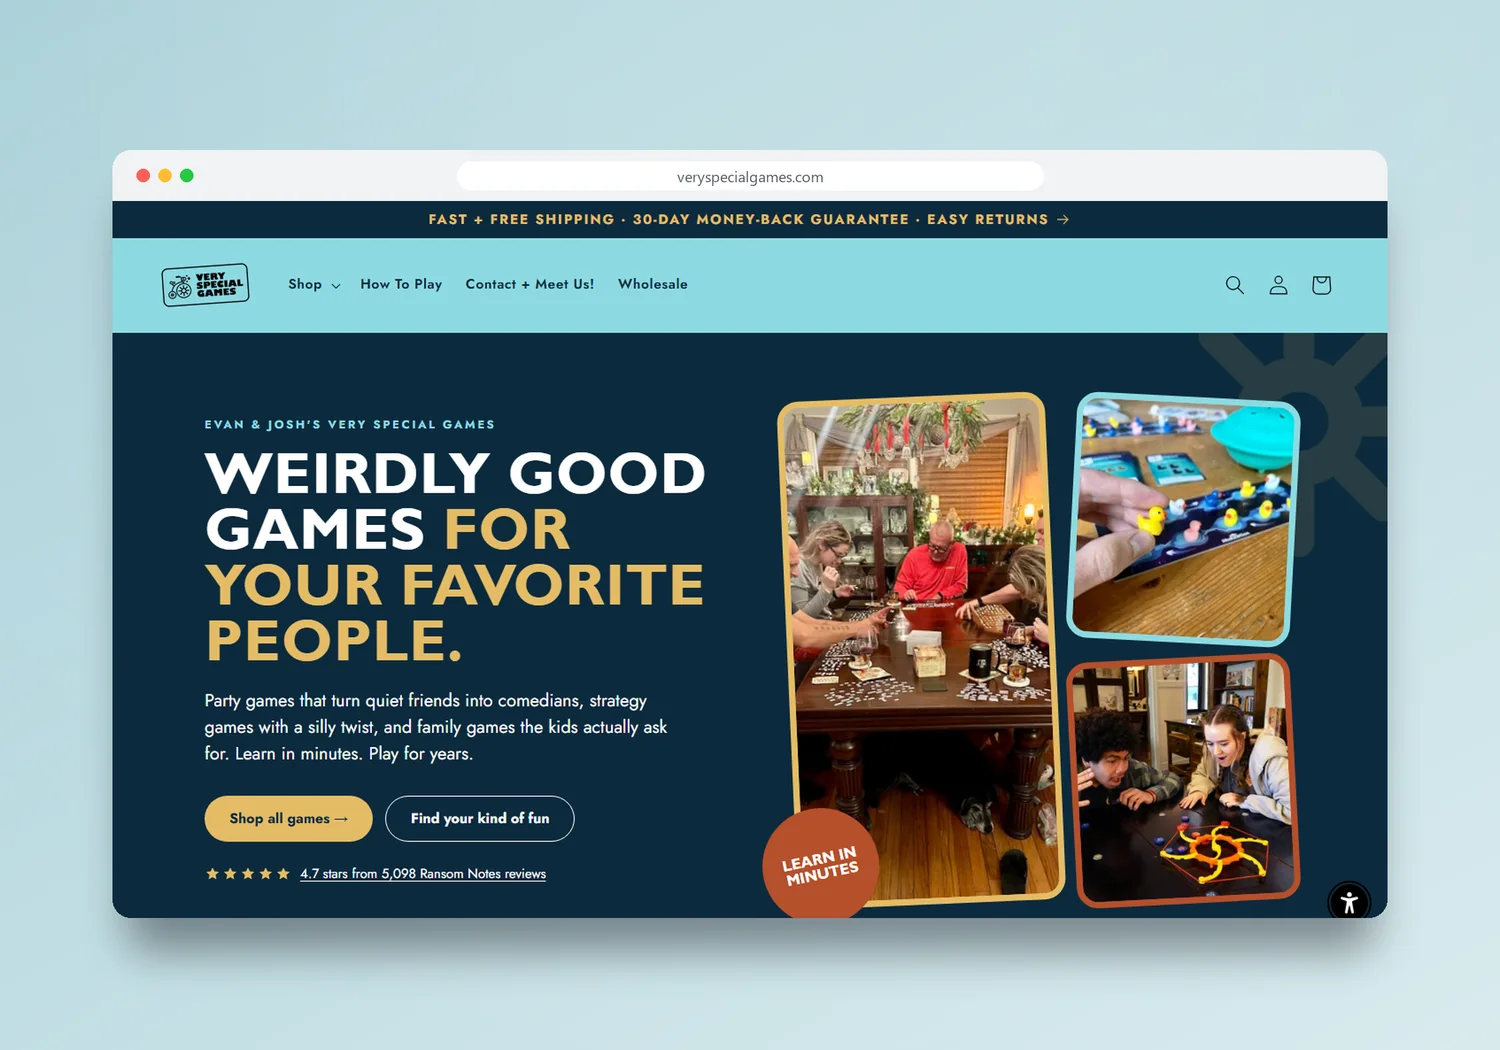 veryspecialgames.com
FAST + FREE SHIPPING · 30-DAY MONEY-BACK GUARANTEE · EASY RETURNS →
VERY
SPECIAL
GAMES
Shop
How To Play
Contact + Meet Us!
Wholesale
EVAN & JOSH'S VERY SPECIAL GAMES
WEIRDLY GOOD
GAMES FOR
YOUR FAVORITE
PEOPLE.
Party games that turn quiet friends into comedians, strategy
games with a silly twist, and family games the kids actually ask
for. Learn in minutes. Play for years.
Shop all games →
Find your kind of fun
4.7 stars from 5,098 Ransom Notes reviews
LEARN IN
MINUTES